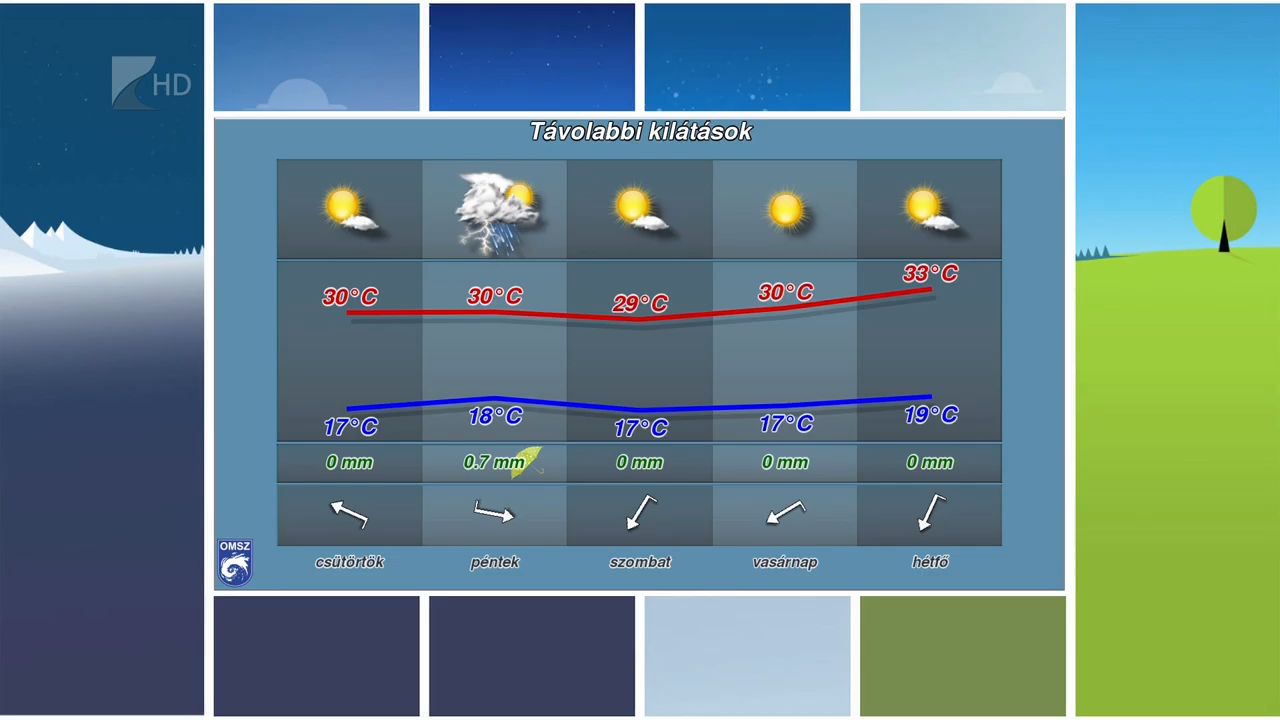 HD
Távolabbi kilátások
30°C 30°C 29°C 30°C 33°C
17°C 18°C 17°C 17°C 19°C
0 mm 0.7 mm 0 mm 0 mm 0 mm
OMSZ
csütörtök péntek szombat vasárnap hétfő